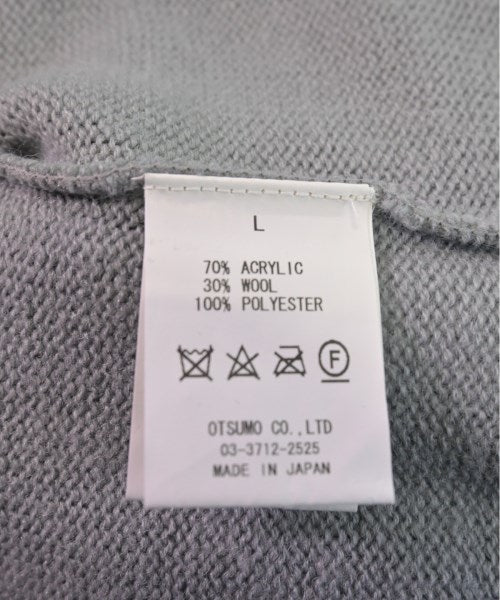 L
70% ACRYLIC
30% WOOL
100% POLYESTER
F
OTSUMO CO.,LTD
03-3712-2525
MADE IN JAPAN